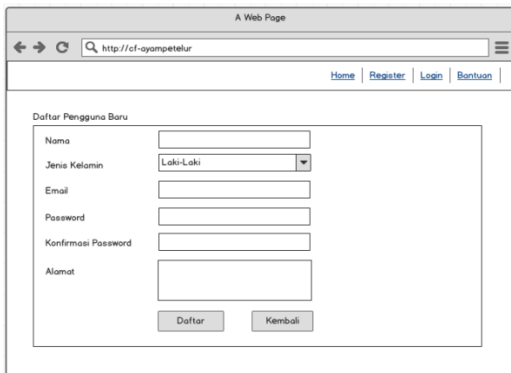 A Web Page
http://cf-ayampetelur
Home Register Login Bantuan
Daftar Pengguna Baru
Nama
Jenis Kelamin Laki-Laki
Email
Password
Konfirmasi Password
Alamat
Daftar Kembali